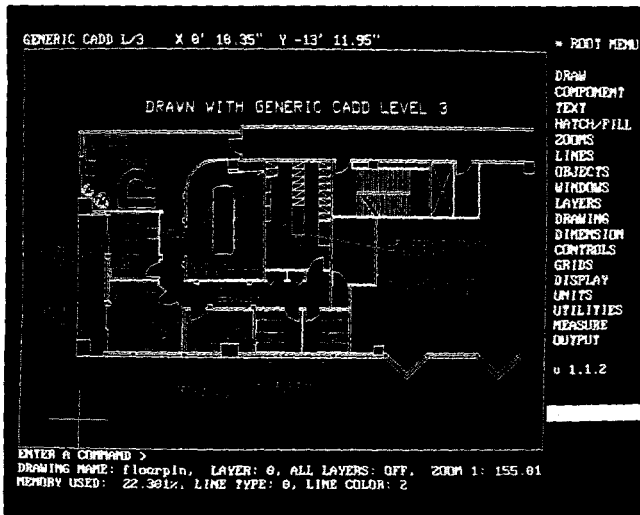 GENERIC CADD L/3 X 0' 10.35" Y -13' 11.95"
* ROOT MENU
DRAWN WITH GENERIC CADD LEVEL 3
DRAW
COMPONENT
TEXT
HATCH/FILL
ZOOMS
LINES
OBJECTS
WINDOWS
LAYERS
DRAWING
DIMENSION
CONTROLS
GRIDS
DISPLAY
UNITS
UTILITIES
MEASURE
OUTPUT
v 1.1.2
ENTER A COMMAND >
DRAWING NAME: floorpln, LAYER: 0, ALL LAYERS: OFF, ZOOM 1: 155.01
MEMORY USED: 22.301%, LINE TYPE: 0, LINE COLOR: 2